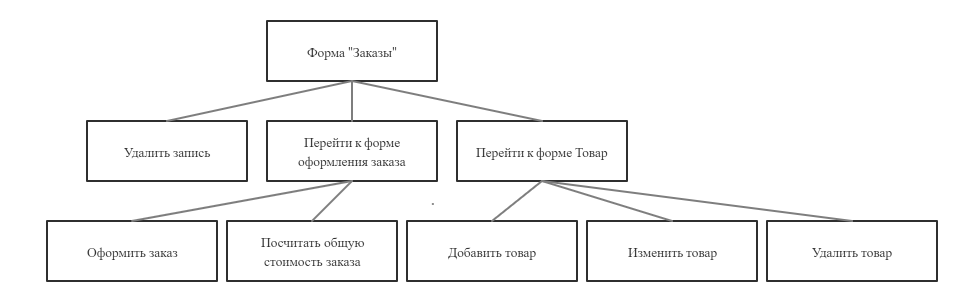 Форма "Заказы"
Удалить запись
Перейти к форме
оформления заказа
Перейти к форме Товар
Оформить заказ
Посчитать общую
стоимость заказа
Добавить товар
Изменить товар
Удалить товар